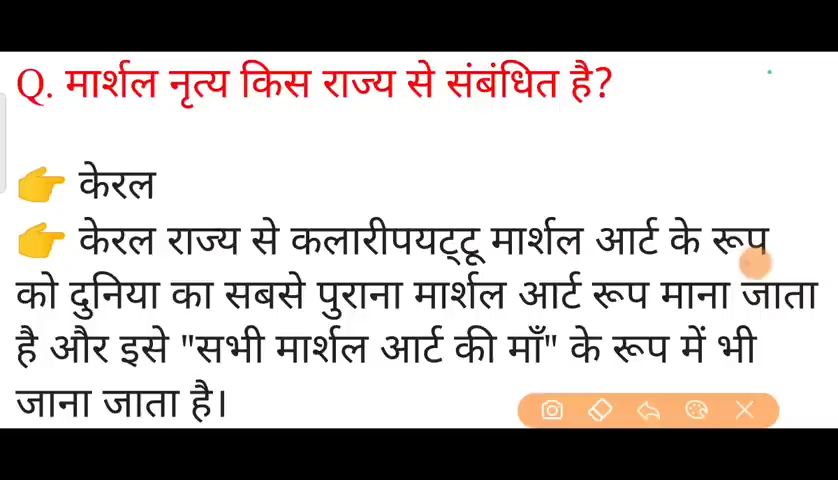 Q. मार्शल नृत्य किस राज्य से संबंधित है?
👉 केरल
👉 केरल राज्य से कलारीपयट्टू मार्शल आर्ट के रूप
को दुनिया का सबसे पुराना मार्शल आर्ट रूप माना जाता
है और इसे "सभी मार्शल आर्ट की माँ" के रूप में भी
जाना जाता है।